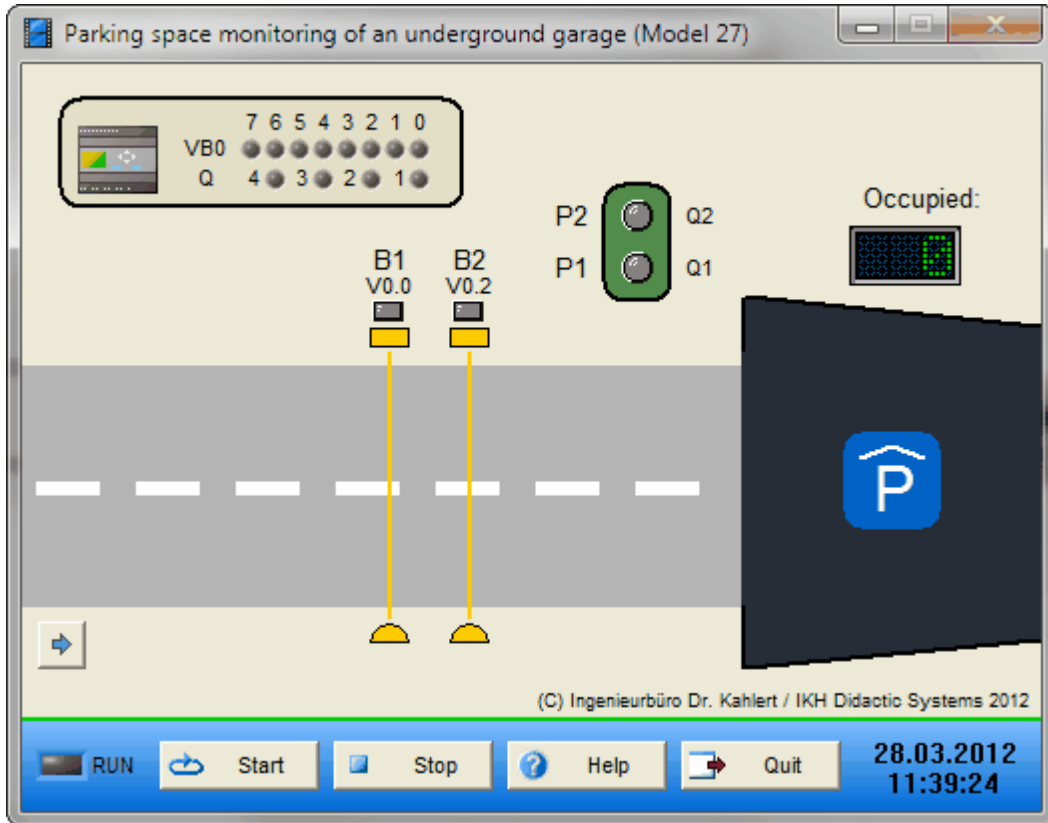 Parking space monitoring of an underground garage (Model 27)
7 6 5 4 3 2 1 0
VB0
Q 4 3 2 1
P2 Q2
P1 Q1
Occupied:
0
B1 B2
V0.0 V0.2
P
(C) Ingenieurbüro Dr. Kahlert / IKH Didactic Systems 2012
RUN Start Stop ? Help Quit
28.03.2012
11:39:24